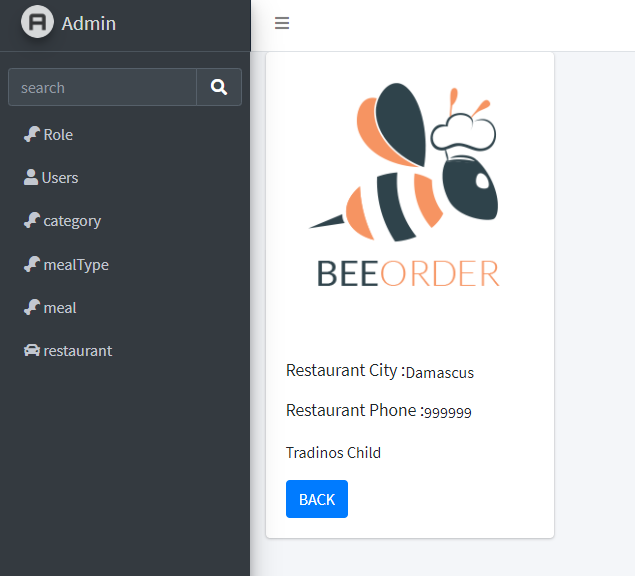 Admin
search
Role
Users
category
mealType
meal
restaurant
BEEORDER
Restaurant City :Damascus
Restaurant Phone :999999
Tradinos Child
BACK